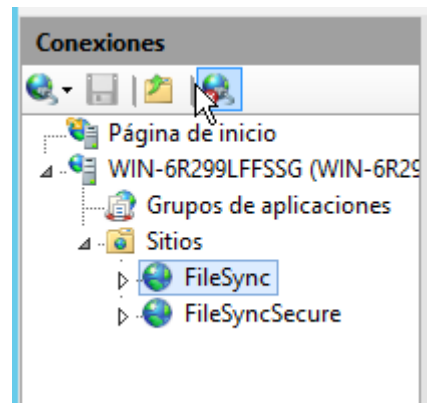 Conexiones
Página de inicio
WIN-6R299LFFSSG (WIN-6R29
Grupos de aplicaciones
Sitios
FileSync
FileSyncSecure